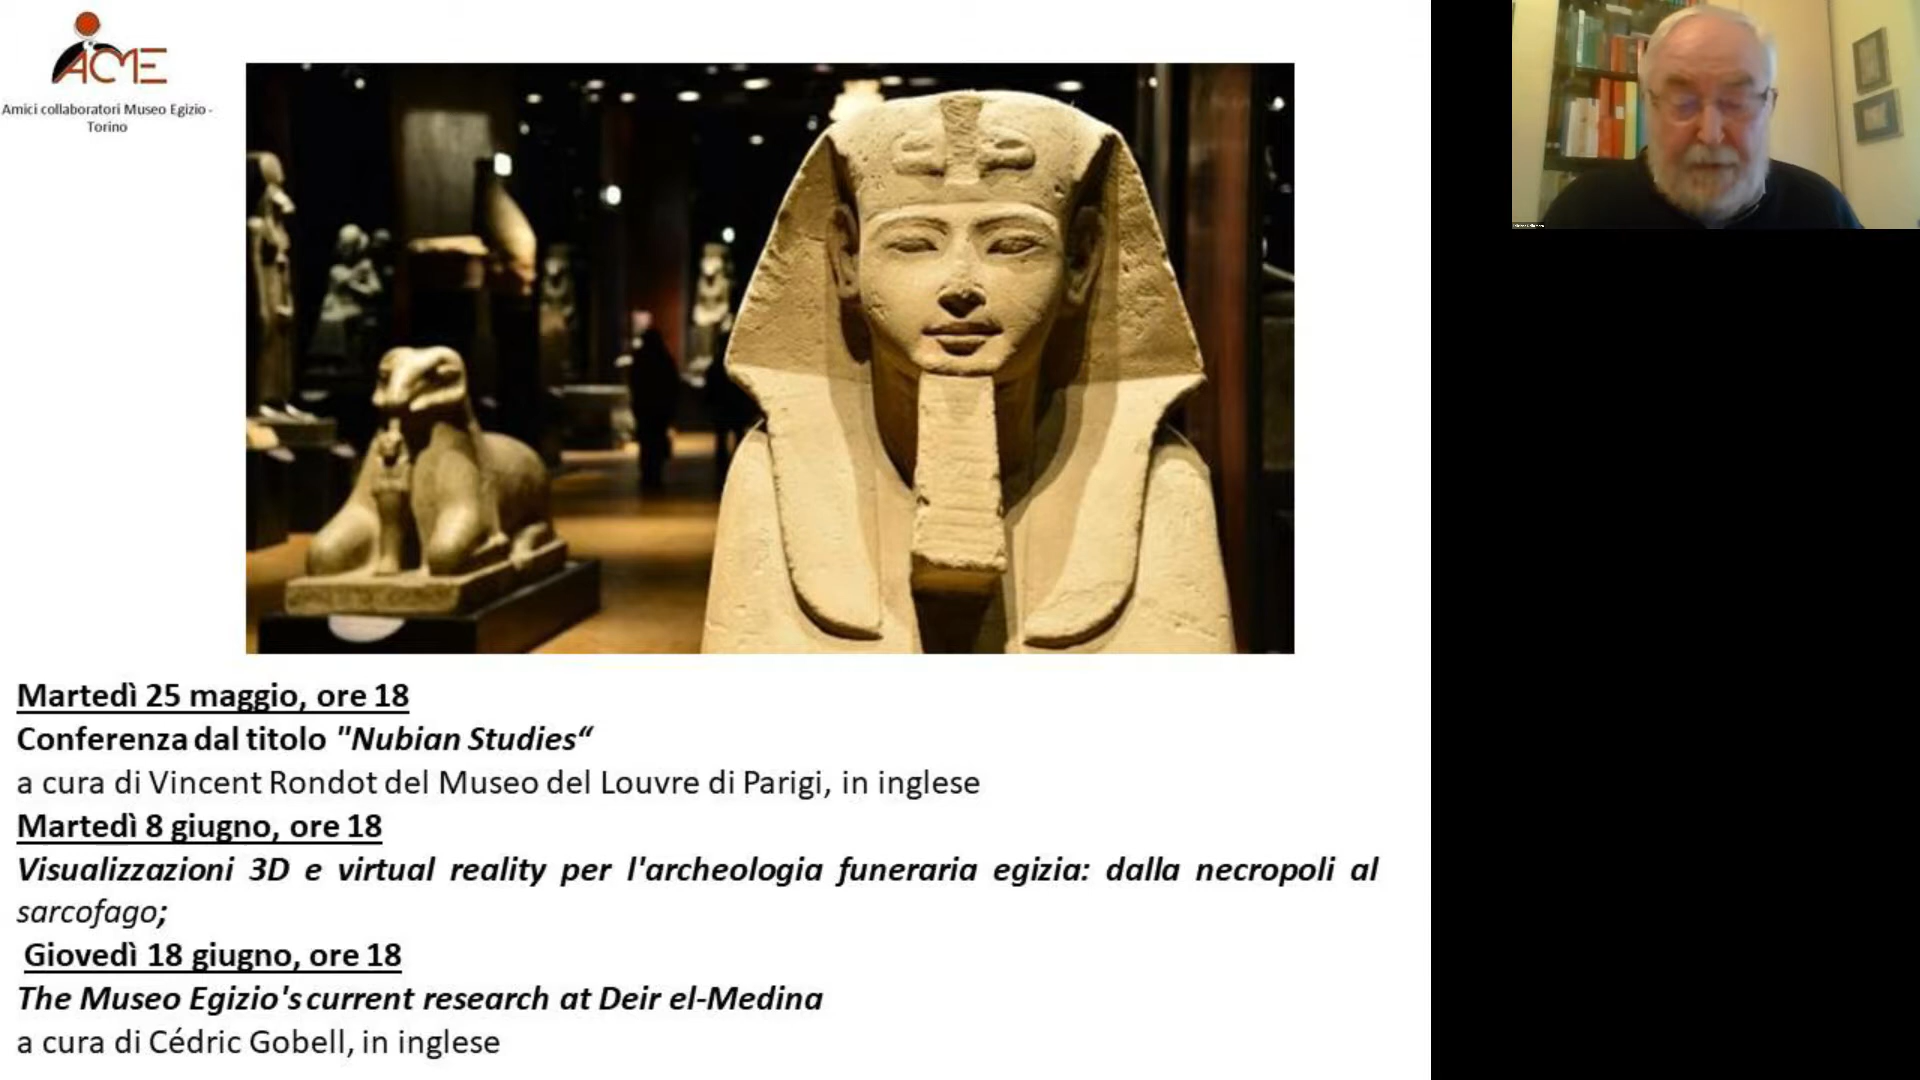 ACME
Amici collaboratori Museo Egizio -
Torino
Martedì 25 maggio, ore 18
Conferenza dal titolo "Nubian Studies“
a cura di Vincent Rondot del Museo del Louvre di Parigi, in inglese
Martedì 8 giugno, ore 18
Visualizzazioni 3D e virtual reality per l'archeologia funeraria egizia: dalla necropoli al
sarcofago;
Giovedì 18 giugno, ore 18
The Museo Egizio's current research at Deir el-Medina
a cura di Cédric Gobell, in inglese